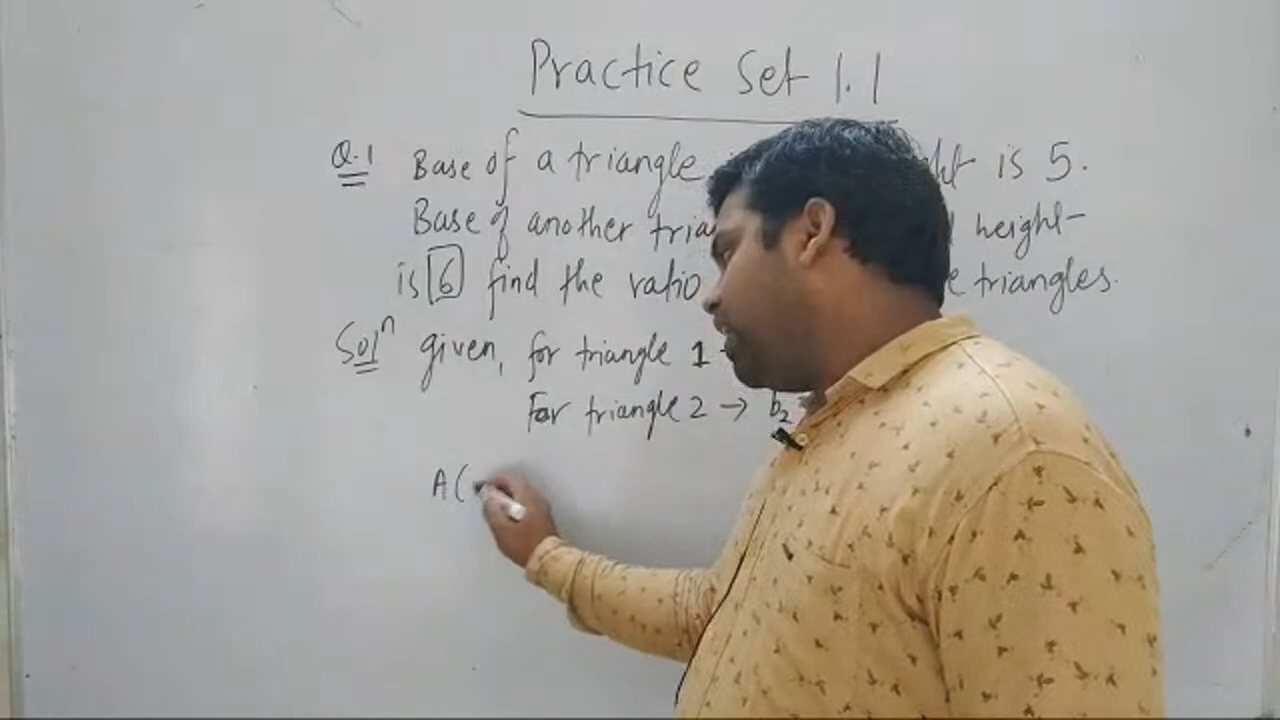 Practice Set 1.1
Q.1 Base of a triangle is 5.
Base of another height
is 6 find the ratio triangles.
Solⁿ given, for triangle 1
For triangle 2 → b₂
A(